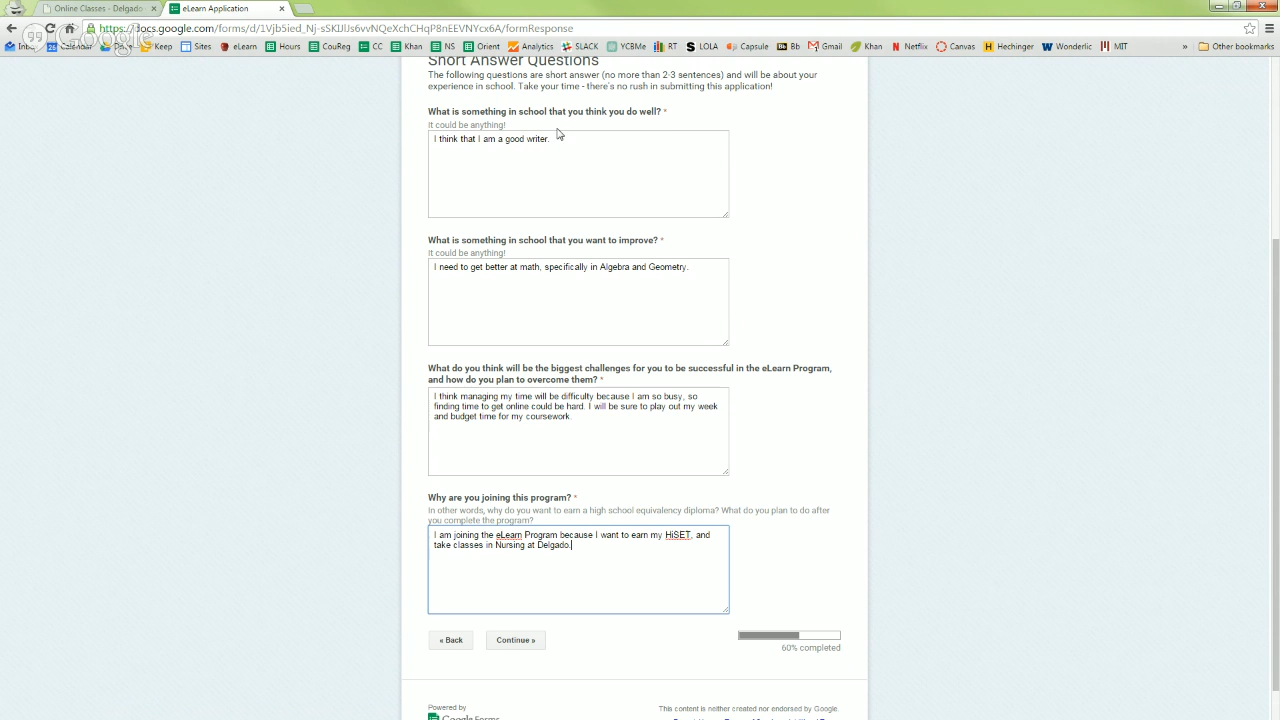 Online Classes - Delgado
eLearn Application
https://docs.google.com/forms/d/1Vjb5ied_Nj-sSKIJlJs6vvNQeXchCHqP8nEEVNYcx6A/formResponse
Google
Sites
eLearn
Hours
CouReg
CC
Khan
NS
Orient
Analytics
SLACK
YCBMe
RT
LOLA
Capsule
Bb
Gmail
Khan
Netflix
Canvas
Hechinger
Wonderlic
MIT
»
Other bookmarks
Keep
Short Answer Questions
The following questions are short answer (no more than 2-3 sentences) and will be about your
experience in school. Take your time - there's no rush in submitting this application!
What is something in school that you think you do well? *
It could be anything!
I think that I am a good writer.
What is something in school that you want to improve? *
It could be anything!
I need to get better at math, specifically in Algebra and Geometry.
What do you think will be the biggest challenges for you to be successful in the eLearn Program,
and how do you plan to overcome them? *
I think managing my time will be difficulty because I am so busy, so
finding time to get online could be hard. I will be sure to play out my week
and budget time for my coursework.
Why are you joining this program? *
In other words, why do you want to earn a high school equivalency diploma? What do you plan to do after
you complete the program?
I am joining the eLearn Program because I want to earn my HiSET, and
take classes in Nursing at Delgado.
« Back
Continue »
60% completed
Powered by
This content is neither created nor endorsed by Google.
Google Forms